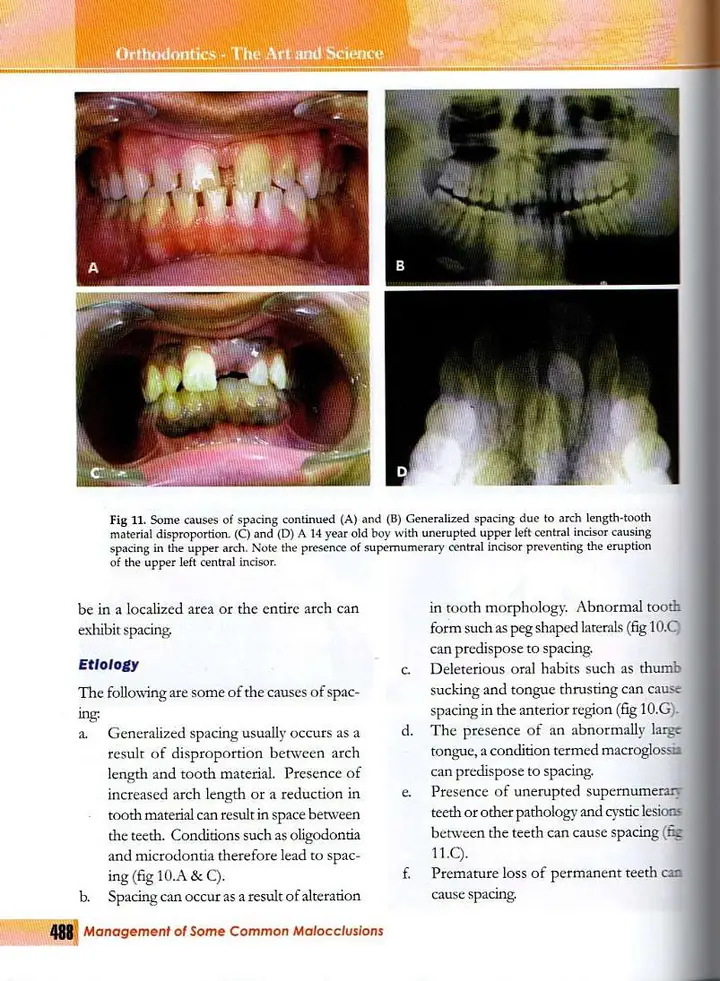 Orthodontics - The Art and Science
A
B
C
D
Fig 11. Some causes of spacing continued (A) and (B) Generalized spacing due to arch length-tooth
material disproportion. (C) and (D) A 14 year old boy with unerupted upper left central incisor causing
spacing in the upper arch. Note the presence of supernumerary central incisor preventing the eruption
of the upper left central incisor.
be in a localized area or the entire arch can
exhibit spacing.
Etiology
The following are some of the causes of spac-
ing:
a. Generalized spacing usually occurs as a
result of disproportion between arch
length and tooth material. Presence of
increased arch length or a reduction in
tooth material can result in space between
the teeth. Conditions such as oligodontia
and microdontia therefore lead to spac-
ing (fig 10.A & C).
b. Spacing can occur as a result of alteration
in tooth morphology. Abnormal tooth
form such as peg shaped laterals (fig 10.C)
can predispose to spacing.
c. Deleterious oral habits such as thumb
sucking and tongue thrusting can cause
spacing in the anterior region (fig 10.G).
d. The presence of an abnormally large
tongue, a condition termed macroglossia
can predispose to spacing.
e. Presence of unerupted supernumerary
teeth or other pathology and cystic lesions
between the teeth can cause spacing (fig
11.C).
f. Premature loss of permanent teeth can
cause spacing.
488 Management of Some Common Malocclusions